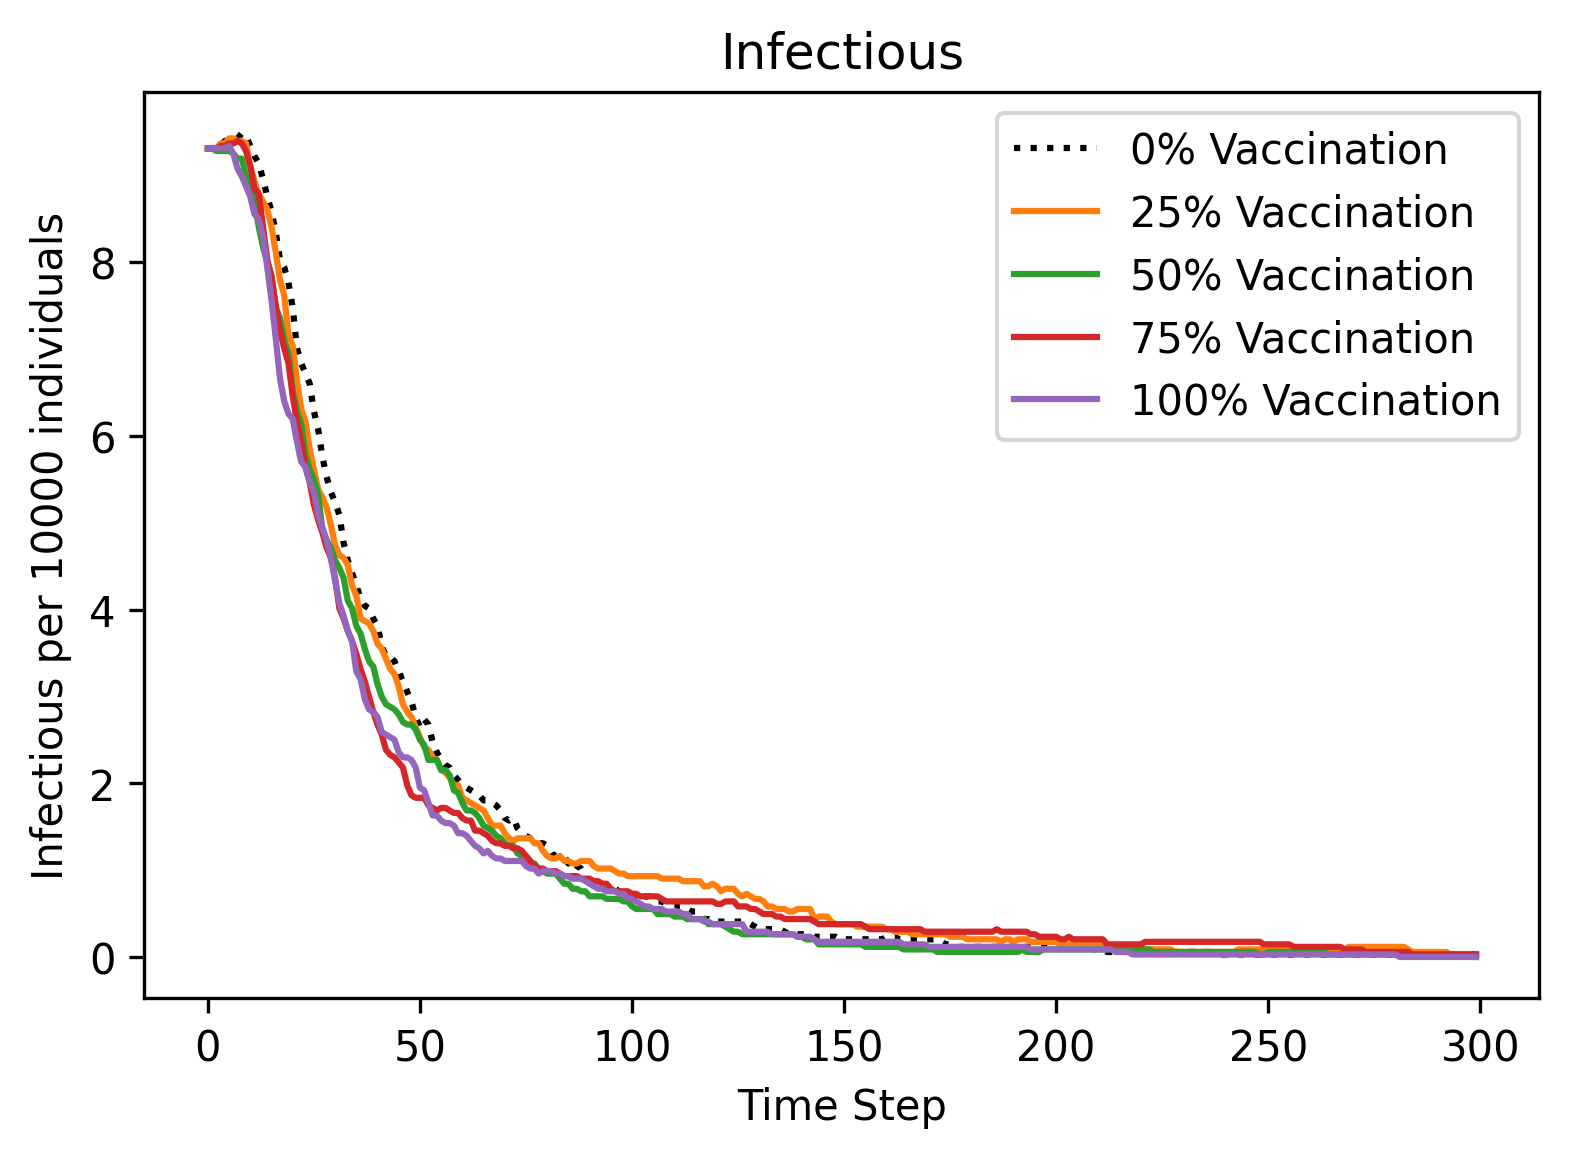 Infectious
Infectious per 10000 individuals
8
6
4
2
0
0% Vaccination
25% Vaccination
50% Vaccination
75% Vaccination
100% Vaccination
0 50 100 150 200 250 300
Time Step